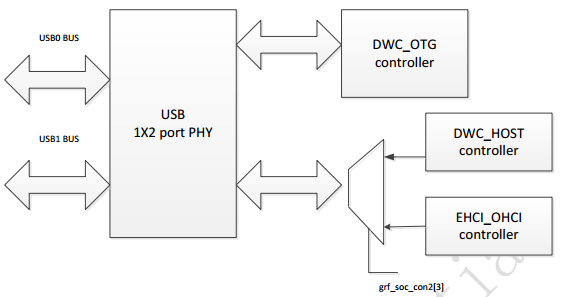 USB0 BUS
USB
1X2 port PHY
DWC_OTG
controller
USB1 BUS
DWC_HOST
controller
EHCI_OHCI
controller
grf_soc_con2[3]